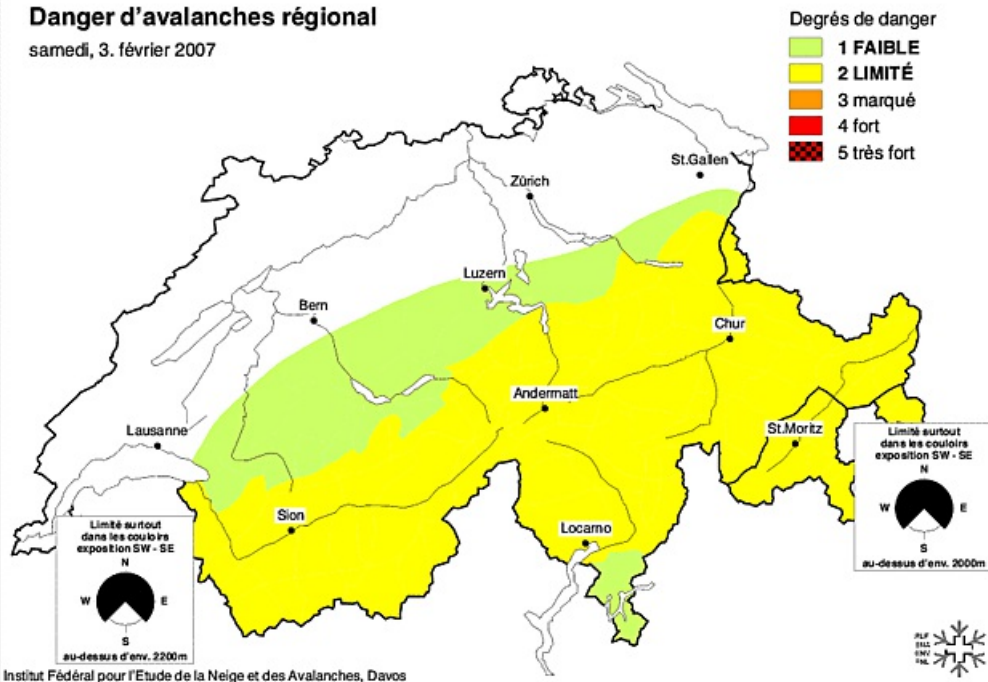 Danger d'avalanches régional
samedi, 3. février 2007
Degrés de danger
1 FAIBLE
2 LIMITÉ
3 marqué
4 fort
5 très fort
St.Gallen
Zürich
Luzern
Bern
Chur
Andermatt
Lausanne
St.Moritz
Sion
Locarno
Limité surtout
dans les couloirs
exposition SW - SE
N
W E
S
au-dessus d'env. 2000m
Limité surtout
dans les couloirs
exposition SW - SE
N
W E
S
au-dessus d'env. 2200m
SLF
ENA
Institut Fédéral pour l'Etude de la Neige et des Avalanches, Davos